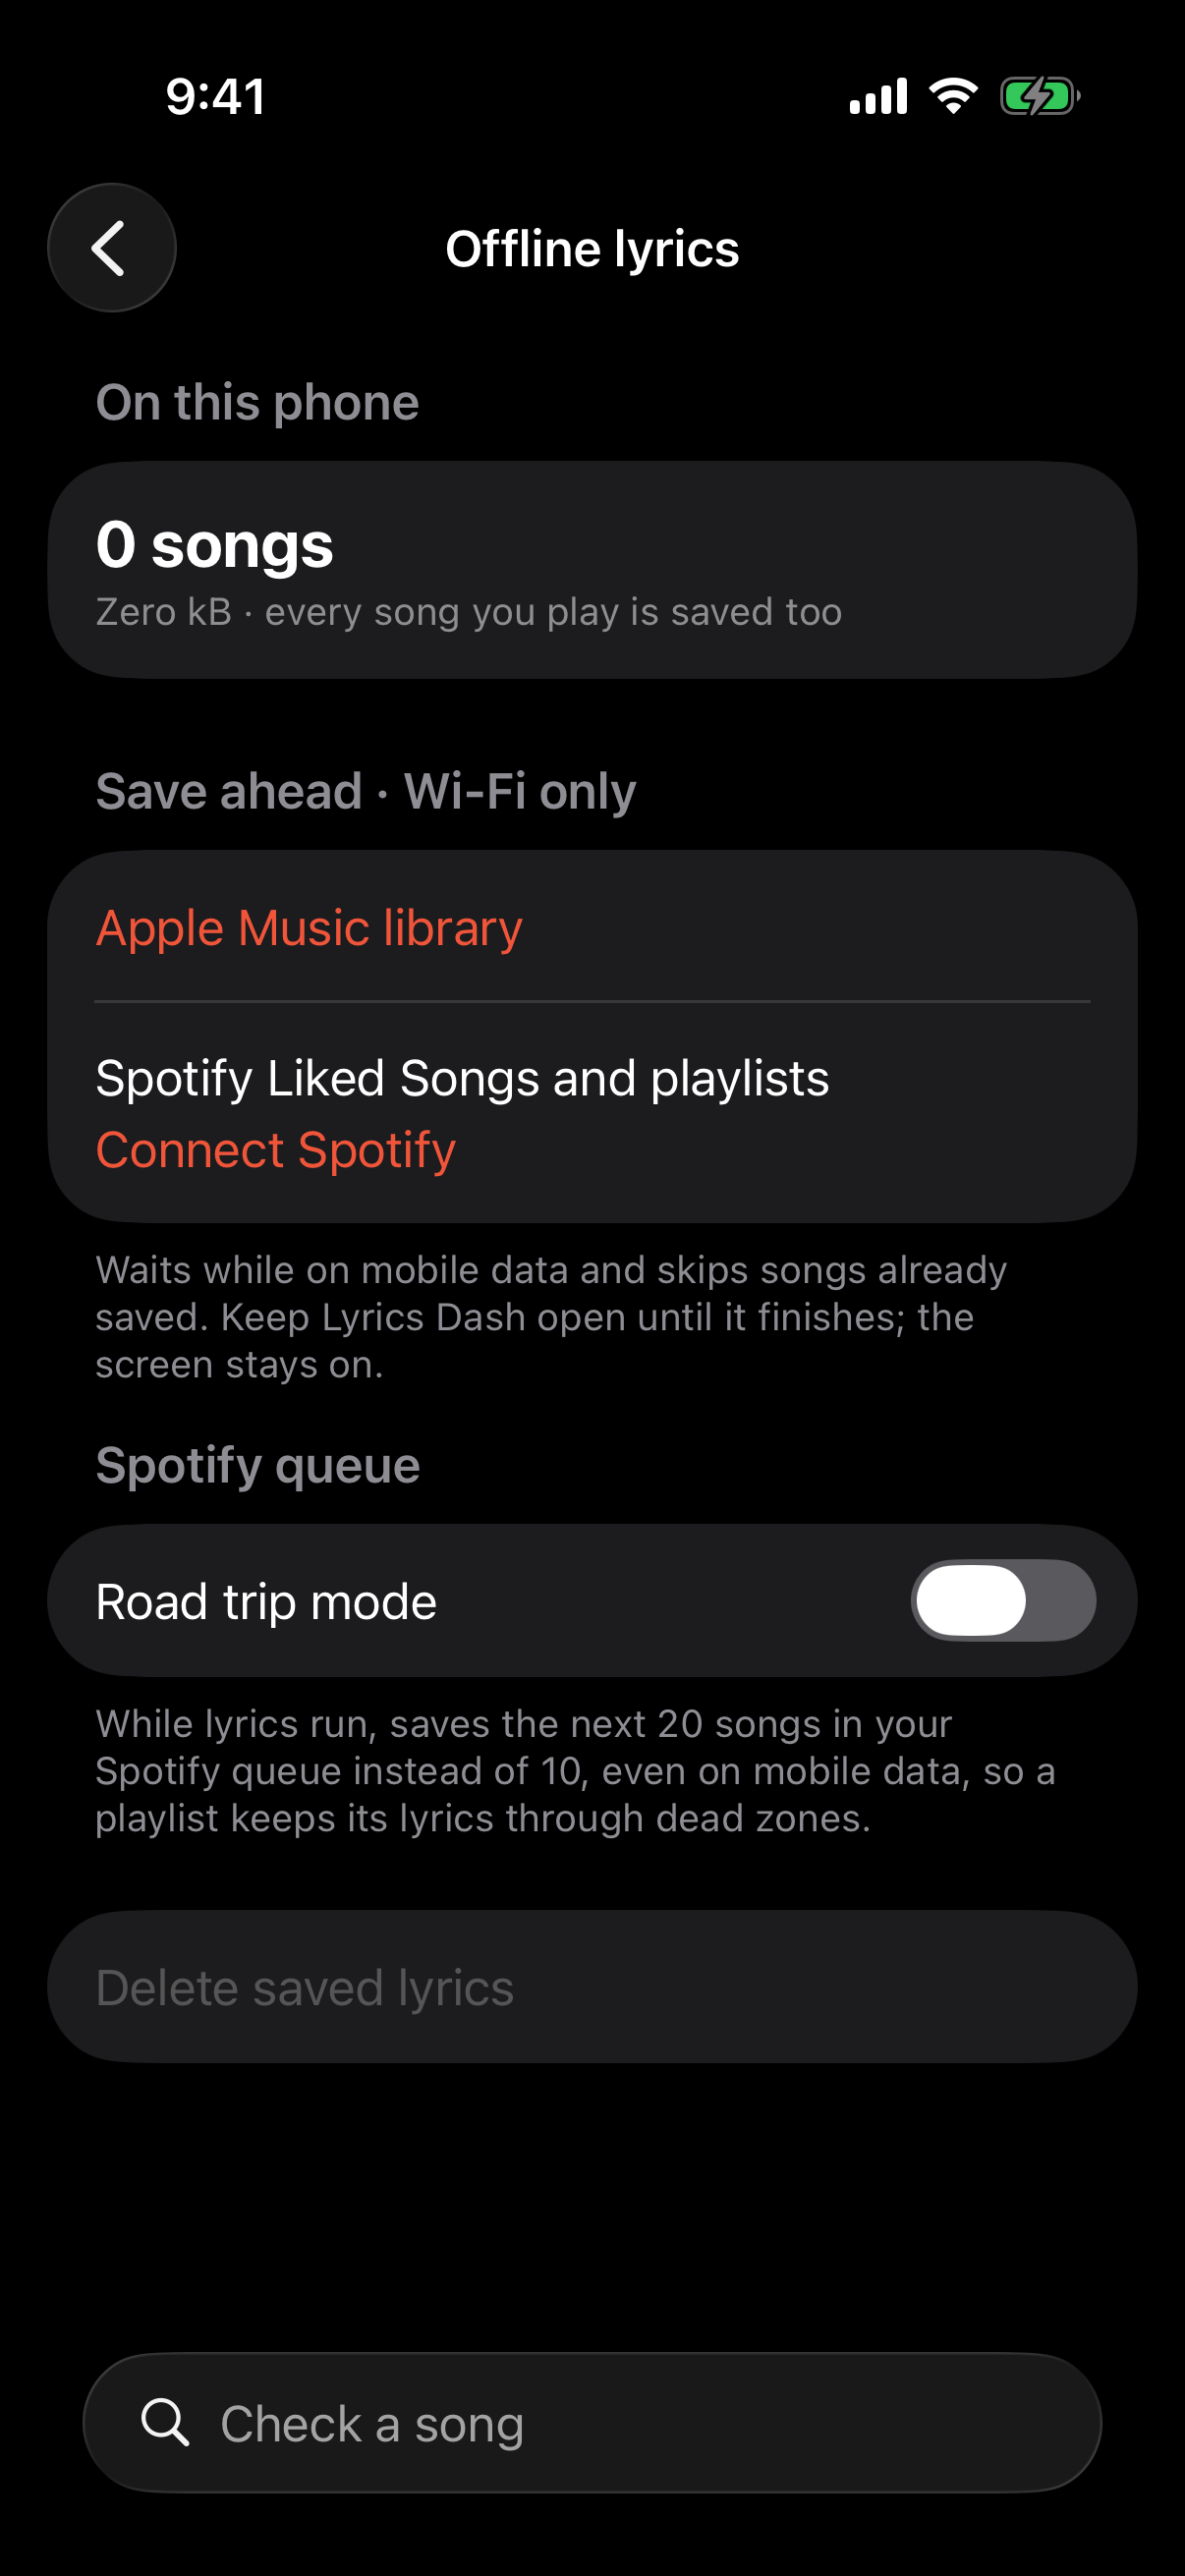 9:41
Offline lyrics
On this phone
0 songs
Zero kB · every song you play is saved too
Save ahead · Wi-Fi only
Apple Music library
Spotify Liked Songs and playlists
Connect Spotify
Waits while on mobile data and skips songs already
saved. Keep Lyrics Dash open until it finishes; the
screen stays on.
Spotify queue
Road trip mode
While lyrics run, saves the next 20 songs in your
Spotify queue instead of 10, even on mobile data, so a
playlist keeps its lyrics through dead zones.
Delete saved lyrics
Check a song